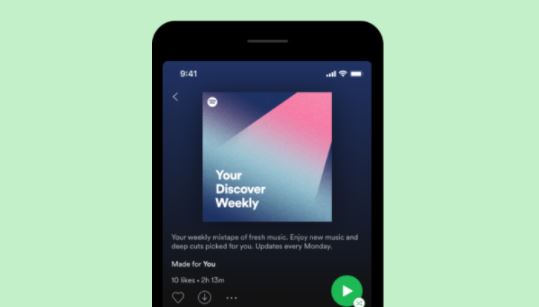 9:41
Your
Discover
Weekly
Your weekly mixtape of fresh music. Enjoy new music and
deep cuts picked for you. Updates every Monday.
Made for You
10 likes • 2h 13m